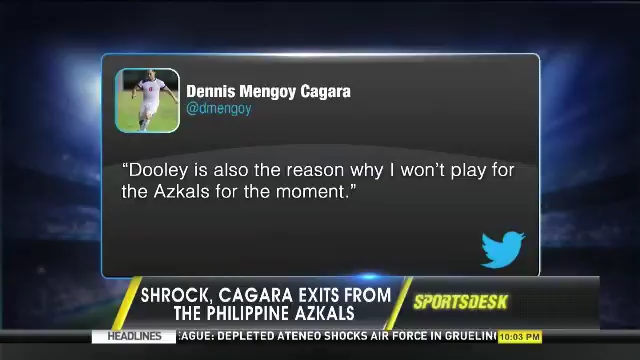 Dennis Mengoy Cagara
@dmengoy
“Dooley is also the reason why I won’t play for
the Azkals for the moment.”
SHROCK, CAGARA EXITS FROM
THE PHILIPPINE AZKALS
SPORTSDESK
HEADLINES EAGUE: DEPLETED ATENEO SHOCKS AIR FORCE IN GRUELIN 10:03 PM